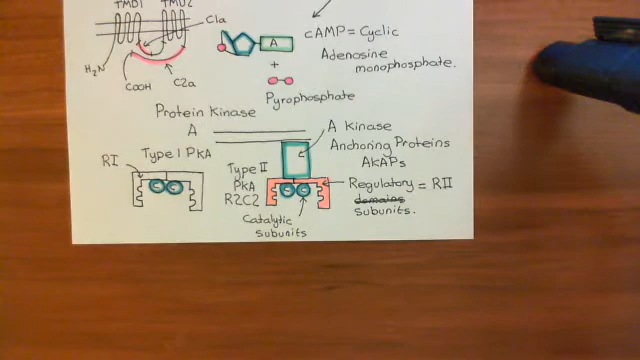 TMD1 TMD2
C1a
H2N
COOH
C2a
A
cAMP = Cyclic
Adenosine
monophosphate.
+
Pyrophosphate
Protein Kinase
A
RI
Type I PKA
C C
Type II
PKA
R2C2
C C
Catalytic
subunits
A Kinase
Anchoring Proteins
AKAPs
Regulatory = RII
domains
subunits.